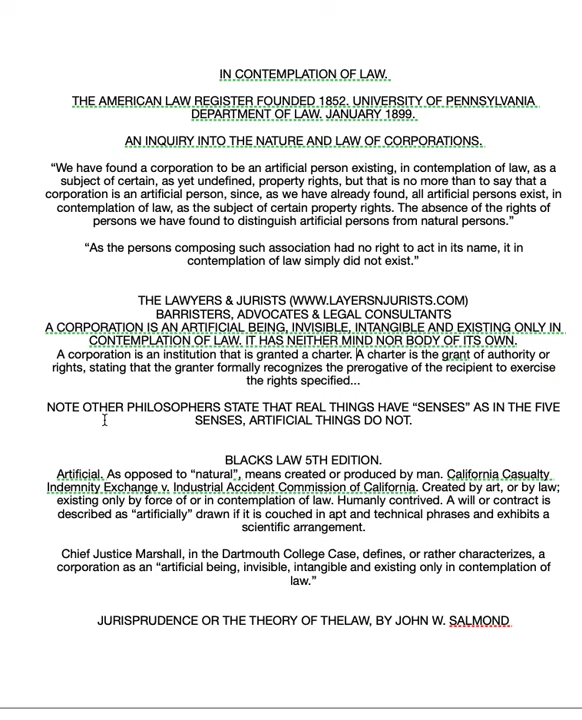 IN CONTEMPLATION OF LAW.
THE AMERICAN LAW REGISTER FOUNDED 1852. UNIVERSITY OF PENNSYLVANIA
DEPARTMENT OF LAW. JANUARY 1899.
AN INQUIRY INTO THE NATURE AND LAW OF CORPORATIONS.
“We have found a corporation to be an artificial person existing, in contemplation of law, as a
subject of certain, as yet undefined, property rights, but that is no more than to say that a
corporation is an artificial person, since, as we have already found, all artificial persons exist, in
contemplation of law, as the subject of certain property rights. The absence of the rights of
persons we have found to distinguish artificial persons from natural persons.”
“As the persons composing such association had no right to act in its name, it in
contemplation of law simply did not exist.”
THE LAWYERS & JURISTS (WWW.LAYERSNJURISTS.COM)
BARRISTERS, ADVOCATES & LEGAL CONSULTANTS
A CORPORATION IS AN ARTIFICIAL BEING, INVISIBLE, INTANGIBLE AND EXISTING ONLY IN
CONTEMPLATION OF LAW. IT HAS NEITHER MIND NOR BODY OF ITS OWN.
A corporation is an institution that is granted a charter. A charter is the grant of authority or
rights, stating that the granter formally recognizes the prerogative of the recipient to exercise
the rights specified...
NOTE OTHER PHILOSOPHERS STATE THAT REAL THINGS HAVE “SENSES” AS IN THE FIVE
SENSES, ARTIFICIAL THINGS DO NOT.
BLACKS LAW 5TH EDITION.
Artificial. As opposed to “natural”, means created or produced by man. California Casualty
Indemnity Exchange v. Industrial Accident Commission of California. Created by art, or by law;
existing only by force of or in contemplation of law. Humanly contrived. A will or contract is
described as “artificially” drawn if it is couched in apt and technical phrases and exhibits a
scientific arrangement.
Chief Justice Marshall, in the Dartmouth College Case, defines, or rather characterizes, a
corporation as an “artificial being, invisible, intangible and existing only in contemplation of
law.”
JURISPRUDENCE OR THE THEORY OF THELAW, BY JOHN W. SALMOND